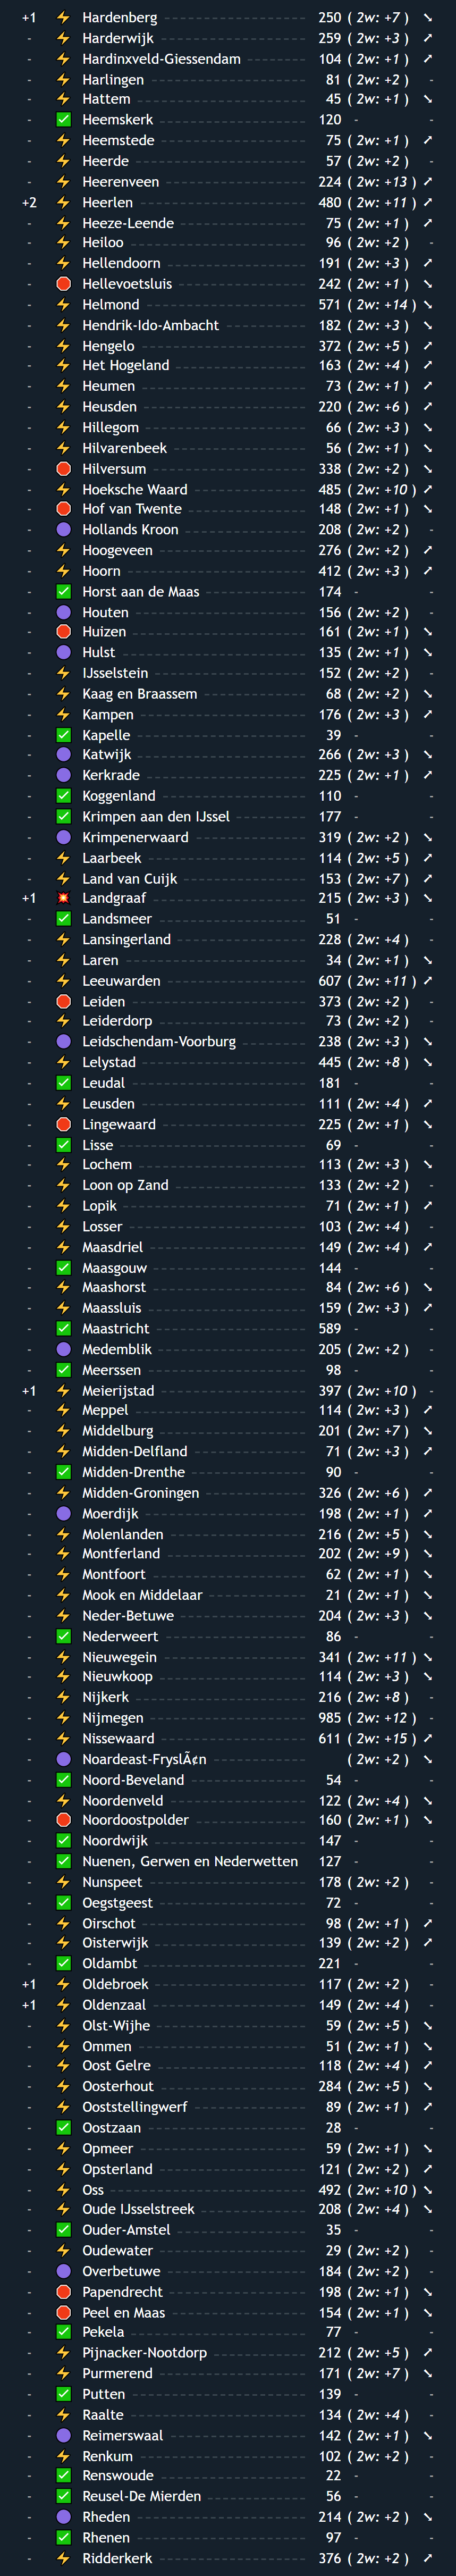 +1 ⚡ Hardenberg 250 ( 2w: +7 ) ↘
- ⚡ Harderwijk 259 ( 2w: +3 ) ↗
- ⚡ Hardinxveld-Giessendam 104 ( 2w: +1 ) ↗
- ⚡ Harlingen 81 ( 2w: +2 ) -
- ⚡ Hattem 45 ( 2w: +1 ) ↘
- ✅ Heemskerk 120 - -
- ⚡ Heemstede 75 ( 2w: +1 ) ↗
- ⚡ Heerde 57 ( 2w: +2 ) -
- ⚡ Heerenveen 224 ( 2w: +13 ) ↗
+2 ⚡ Heerlen 480 ( 2w: +11 ) ↗
- ⚡ Heeze-Leende 75 ( 2w: +1 ) ↗
- ⚡ Heiloo 96 ( 2w: +2 ) -
- ⚡ Hellendoorn 191 ( 2w: +3 ) ↗
- 🛑 Hellevoetsluis 242 ( 2w: +1 ) ↘
- ⚡ Helmond 571 ( 2w: +14 ) ↘
- ⚡ Hendrik-Ido-Ambacht 182 ( 2w: +3 ) ↘
- ⚡ Hengelo 372 ( 2w: +5 ) ↗
- ⚡ Het Hogeland 163 ( 2w: +4 ) ↗
- ⚡ Heumen 73 ( 2w: +1 ) ↗
- ⚡ Heusden 220 ( 2w: +6 ) ↗
- ⚡ Hillegom 66 ( 2w: +3 ) ↘
- ⚡ Hilvarenbeek 56 ( 2w: +1 ) ↘
- 🛑 Hilversum 338 ( 2w: +2 ) ↘
- ⚡ Hoeksche Waard 485 ( 2w: +10 ) ↗
- 🛑 Hof van Twente 148 ( 2w: +1 ) ↘
- 🟣 Hollands Kroon 208 ( 2w: +2 ) -
- ⚡ Hoogeveen 276 ( 2w: +2 ) ↗
- ⚡ Hoorn 412 ( 2w: +3 ) ↗
- ✅ Horst aan de Maas 174 - -
- 🟣 Houten 156 ( 2w: +2 ) -
- 🛑 Huizen 161 ( 2w: +1 ) ↘
- 🟣 Hulst 135 ( 2w: +1 ) ↘
- ⚡ IJsselstein 152 ( 2w: +2 ) -
- ⚡ Kaag en Braassem 68 ( 2w: +2 ) ↘
- ⚡ Kampen 176 ( 2w: +3 ) ↗
- ✅ Kapelle 39 - -
- 🟣 Katwijk 266 ( 2w: +3 ) ↘
- 🟣 Kerkrade 225 ( 2w: +1 ) ↗
- ✅ Koggenland 110 - -
- ✅ Krimpen aan den IJssel 177 - -
- 🟣 Krimpenerwaard 319 ( 2w: +2 ) ↘
- ⚡ Laarbeek 114 ( 2w: +5 ) ↗
- ⚡ Land van Cuijk 153 ( 2w: +7 ) ↗
+1 💥 Landgraaf 215 ( 2w: +3 ) ↘
- ✅ Landsmeer 51 - -
- ⚡ Lansingerland 228 ( 2w: +4 ) -
- ⚡ Laren 34 ( 2w: +1 ) ↘
- ⚡ Leeuwarden 607 ( 2w: +11 ) ↗
- 🛑 Leiden 373 ( 2w: +2 ) -
- ⚡ Leiderdorp 73 ( 2w: +2 ) -
- 🟣 Leidschendam-Voorburg 238 ( 2w: +3 ) ↘
- ⚡ Lelystad 445 ( 2w: +8 ) ↘
- ✅ Leudal 181 - -
- ⚡ Leusden 111 ( 2w: +4 ) ↗
- 🛑 Lingewaard 225 ( 2w: +1 ) ↘
- ✅ Lisse 69 - -
- ⚡ Lochem 113 ( 2w: +3 ) ↘
- ⚡ Loon op Zand 133 ( 2w: +2 ) -
- ⚡ Lopik 71 ( 2w: +1 ) ↗
- ⚡ Losser 103 ( 2w: +4 ) -
- ⚡ Maasdriel 149 ( 2w: +4 ) ↗
- ✅ Maasgouw 144 - -
- ⚡ Maashorst 84 ( 2w: +6 ) ↘
- ⚡ Maassluis 159 ( 2w: +3 ) ↗
- ✅ Maastricht 589 - -
- 🟣 Medemblik 205 ( 2w: +2 ) -
- ✅ Meerssen 98 - -
+1 ⚡ Meierijstad 397 ( 2w: +10 ) -
- ⚡ Meppel 114 ( 2w: +3 ) ↗
- ⚡ Middelburg 201 ( 2w: +7 ) ↘
- ⚡ Midden-Delfland 71 ( 2w: +3 ) ↗
- ✅ Midden-Drenthe 90 - -
- ⚡ Midden-Groningen 326 ( 2w: +6 ) ↗
- 🟣 Moerdijk 198 ( 2w: +1 ) ↗
- ⚡ Molenlanden 216 ( 2w: +5 ) ↘
- ⚡ Montferland 202 ( 2w: +9 ) ↘
- ⚡ Montfoort 62 ( 2w: +1 ) ↘
- ⚡ Mook en Middelaar 21 ( 2w: +1 ) ↘
- ⚡ Neder-Betuwe 204 ( 2w: +3 ) ↘
- ✅ Nederweert 86 - -
- ⚡ Nieuwegein 341 ( 2w: +11 ) ↘
- ⚡ Nieuwkoop 114 ( 2w: +3 ) ↘
- ⚡ Nijkerk 216 ( 2w: +8 ) -
- ⚡ Nijmegen 985 ( 2w: +12 ) -
- ⚡ Nissewaard 611 ( 2w: +15 ) ↗
- 🟣 Noardeast-FryslÃ¢n ( 2w: +2 ) ↘
- ✅ Noord-Beveland 54 - -
- ⚡ Noordenveld 122 ( 2w: +4 ) ↘
- 🛑 Noordoostpolder 160 ( 2w: +1 ) ↘
- ✅ Noordwijk 147 - -
- ✅ Nuenen, Gerwen en Nederwetten 127 - -
- ⚡ Nunspeet 178 ( 2w: +2 ) -
- ✅ Oegstgeest 72 - -
- ⚡ Oirschot 98 ( 2w: +1 ) ↗
- ⚡ Oisterwijk 139 ( 2w: +2 ) ↗
- ✅ Oldambt 221 - -
+1 ⚡ Oldebroek 117 ( 2w: +2 ) -
+1 ⚡ Oldenzaal 149 ( 2w: +4 ) -
- ⚡ Olst-Wijhe 59 ( 2w: +5 ) ↘
- ⚡ Ommen 51 ( 2w: +1 ) ↘
- ⚡ Oost Gelre 118 ( 2w: +4 ) ↗
- ⚡ Oosterhout 284 ( 2w: +5 ) ↘
- ⚡ Ooststellingwerf 89 ( 2w: +1 ) ↗
- ✅ Oostzaan 28 - -
- ⚡ Opmeer 59 ( 2w: +1 ) ↘
- ⚡ Opsterland 121 ( 2w: +2 ) ↗
- ⚡ Oss 492 ( 2w: +10 ) ↘
- ⚡ Oude IJsselstreek 208 ( 2w: +4 ) ↘
- ✅ Ouder-Amstel 35 - -
- ⚡ Oudewater 29 ( 2w: +2 ) -
- 🟣 Overbetuwe 184 ( 2w: +2 ) -
- 🛑 Papendrecht 198 ( 2w: +1 ) ↘
- 🛑 Peel en Maas 154 ( 2w: +1 ) ↘
- ✅ Pekela 77 - -
- ⚡ Pijnacker-Nootdorp 212 ( 2w: +5 ) ↗
- ⚡ Purmerend 171 ( 2w: +7 ) ↘
- ✅ Putten 139 - -
- ⚡ Raalte 134 ( 2w: +4 ) -
- 🟣 Reimerswaal 142 ( 2w: +1 ) ↘
- ⚡ Renkum 102 ( 2w: +2 ) -
- ✅ Renswoude 22 - -
- ✅ Reusel-De Mierden 56 - -
- 🟣 Rheden 214 ( 2w: +2 ) ↘
- ✅ Rhenen 97 - -
- ⚡ Ridderkerk 376 ( 2w: +2 ) ↗